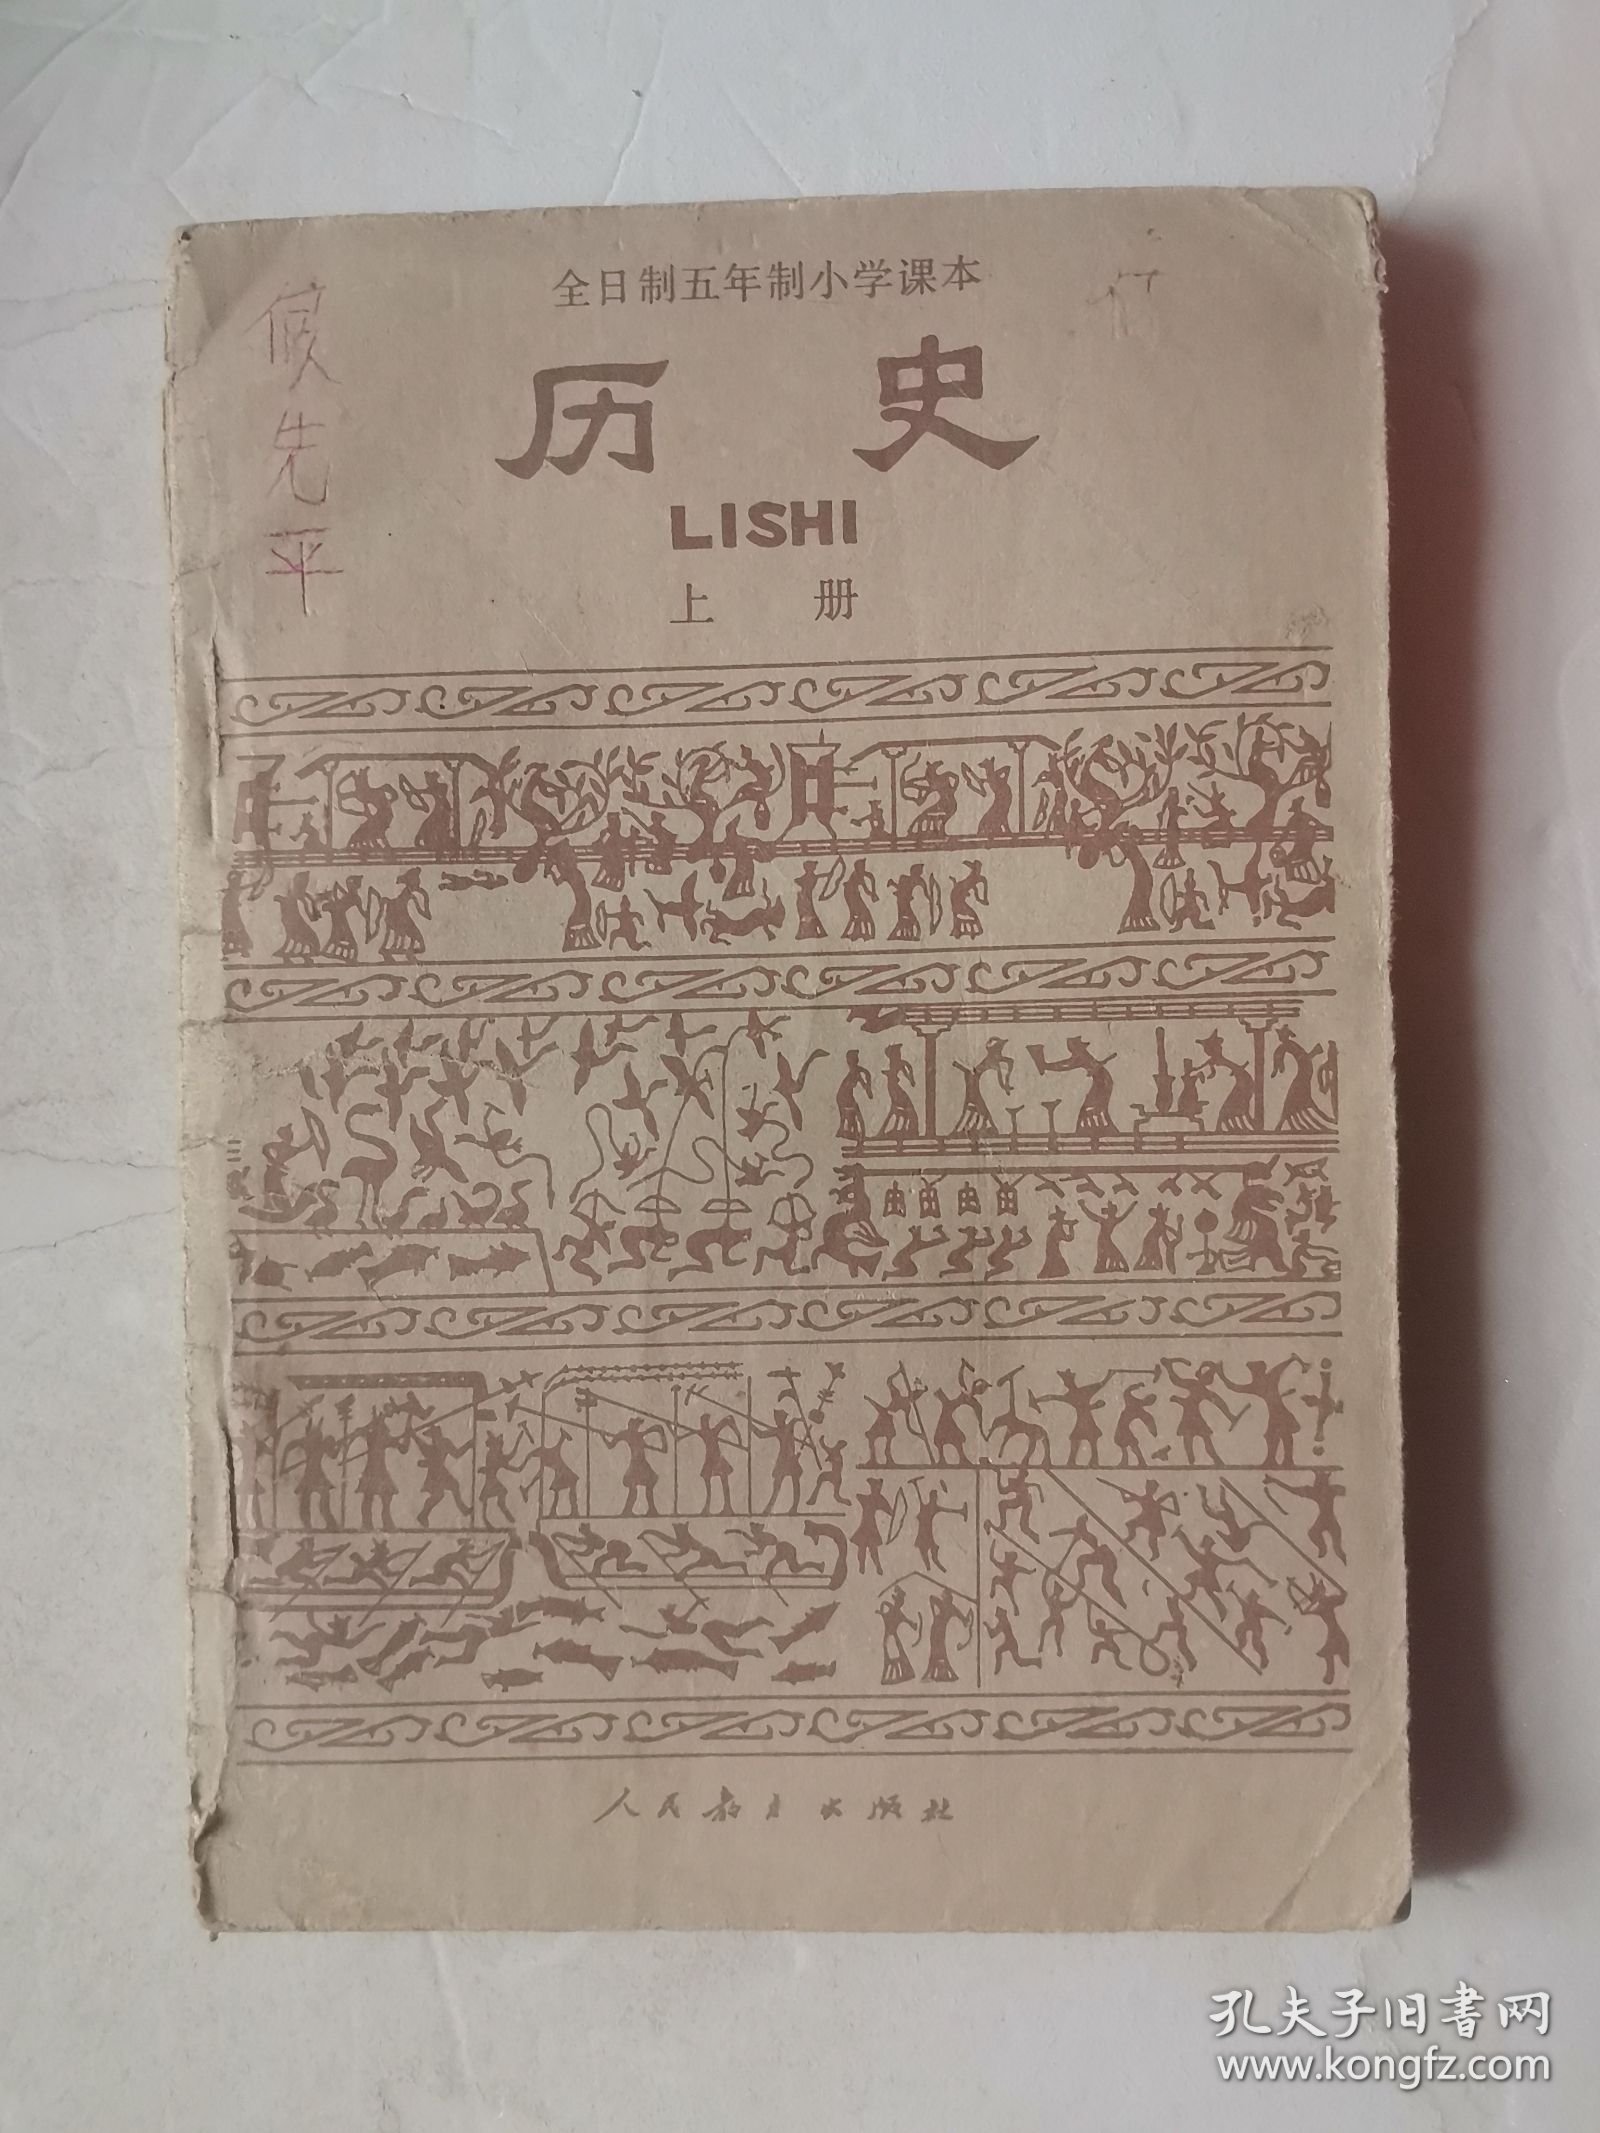 全日制五年制小学课本
历史
LISHI
上册
侯先平
人民教育出版社
孔夫子旧书网
www.kongfz.com